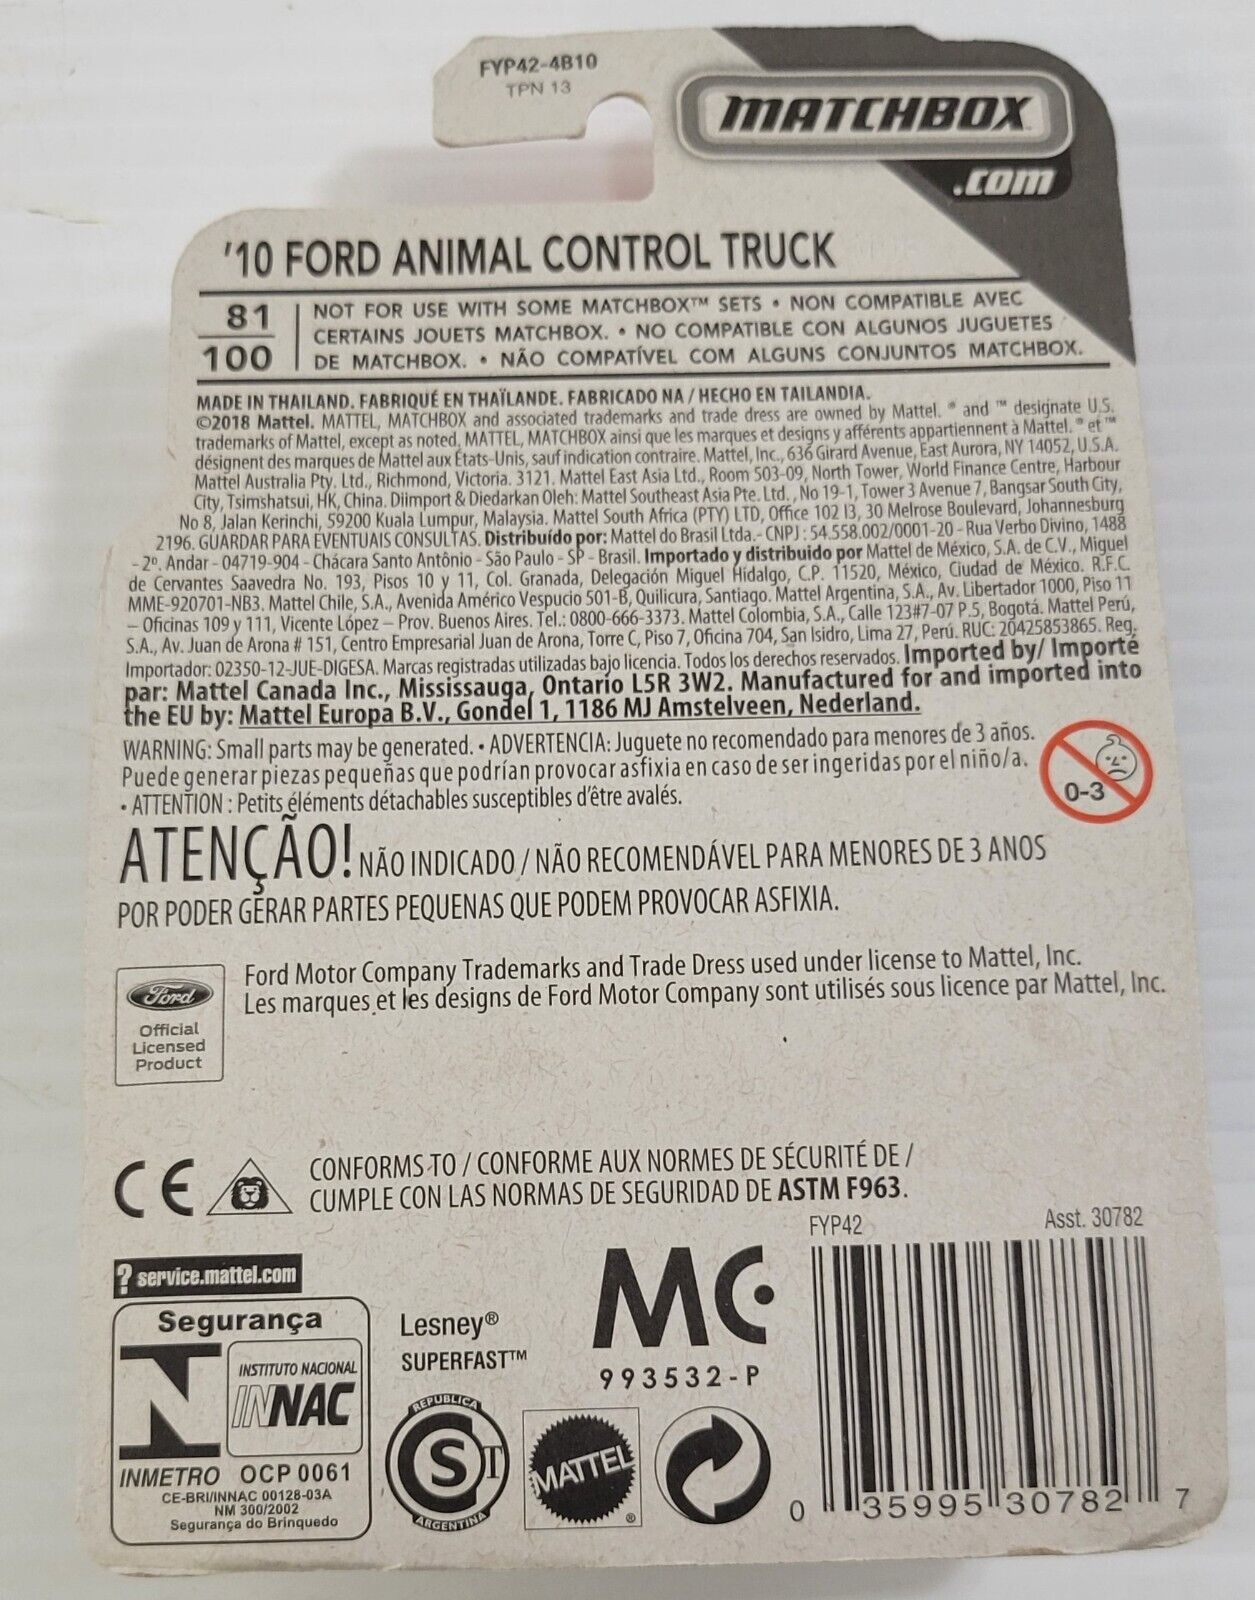 FYP42-4B10
TPN 13
MATCHBOX
.com
'10 FORD ANIMAL CONTROL TRUCK
81
100
NOT FOR USE WITH SOME MATCHBOX™ SETS • NON COMPATIBLE AVEC
CERTAINS JOUETS MATCHBOX. • NO COMPATIBLE CON ALGUNOS JUGUETES
DE MATCHBOX. • NÃO COMPATÍVEL COM ALGUNS CONJUNTOS MATCHBOX.
MADE IN THAILAND. FABRIQUÉ EN THAÏLANDE. FABRICADO NA / HECHO EN TAILANDIA.
©2018 Mattel. MATTEL, MATCHBOX and associated trademarks and trade dress are owned by Mattel. ® and ™ designate U.S.
trademarks of Mattel, except as noted. MATTEL, MATCHBOX ainsi que les marques et designs y afférents appartiennent à Mattel. ® et ™
désignent des marques de Mattel aux États-Unis, sauf indication contraire. Mattel, Inc., 636 Girard Avenue, East Aurora, NY 14052, U.S.A.
Mattel Australia Pty. Ltd., Richmond, Victoria. 3121. Mattel East Asia Ltd., Room 503-09, North Tower, World Finance Centre, Harbour
City, Tsimshatsui, HK, China. Diimport & Diedarkan Oleh: Mattel Southeast Asia Pte. Ltd., No 19-1, Tower 3 Avenue 7, Bangsar South City,
No 8, Jalan Kerinchi, 59200 Kuala Lumpur, Malaysia. Mattel South Africa (PTY) LTD, Office 102 I3, 30 Melrose Boulevard, Johannesburg
2196. GUARDAR PARA EVENTUAIS CONSULTAS. Distribuído por: Mattel do Brasil Ltda.- CNPJ : 54.558.002/0001-20 - Rua Verbo Divino, 1488
- 2º. Andar - 04719-904 - Chácara Santo Antônio - São Paulo - SP - Brasil. Importado y distribuido por Mattel de México, S.A. de C.V., Miguel
de Cervantes Saavedra No. 193, Pisos 10 y 11, Col. Granada, Delegación Miguel Hidalgo, C.P. 11520, México, Ciudad de México. R.F.C.
MME-920701-NB3. Mattel Chile, S.A., Avenida Américo Vespucio 501-B, Quilicura, Santiago. Mattel Argentina, S.A., Av. Libertador 1000, Piso 11
– Oficinas 109 y 111, Vicente López – Prov. Buenos Aires. Tel.: 0800-666-3373. Mattel Colombia, S.A., Calle 123#7-07 P.5, Bogotá. Mattel Perú,
S.A., Av. Juan de Arona # 151, Centro Empresarial Juan de Arona, Torre C, Piso 7, Oficina 704, San Isidro, Lima 27, Perú. RUC: 20425853865. Reg.
Importador: 02350-12-JUE-DIGESA. Marcas registradas utilizadas bajo licencia. Todos los derechos reservados. Imported by/ Importé
par: Mattel Canada Inc., Mississauga, Ontario L5R 3W2. Manufactured for and imported into
the EU by: Mattel Europa B.V., Gondel 1, 1186 MJ Amstelveen, Nederland.
WARNING: Small parts may be generated. • ADVERTENCIA: Juguete no recomendado para menores de 3 años.
Puede generar piezas pequeñas que podrían provocar asfixia en caso de ser ingeridas por el niño/a.
• ATTENTION : Petits éléments détachables susceptibles d'être avalés.
0-3
ATENÇÃO! NÃO INDICADO / NÃO RECOMENDÁVEL PARA MENORES DE 3 ANOS
POR PODER GERAR PARTES PEQUENAS QUE PODEM PROVOCAR ASFIXIA.
Ford
Official
Licensed
Product
Ford Motor Company Trademarks and Trade Dress used under license to Mattel, Inc.
Les marques et les designs de Ford Motor Company sont utilisés sous licence par Mattel, Inc.
CE
CONFORMS TO / CONFORME AUX NORMES DE SÉCURITÉ DE /
CUMPLE CON LAS NORMAS DE SEGURIDAD DE ASTM F963.
FYP42
Asst. 30782
? service.mattel.com
Segurança
INSTITUTO NACIONAL
INNAC
INMETRO OCP 0061
CE-BRI/INNAC 00128-03A
NM 300/2002
Segurança do Brinquedo
Lesney®
SUPERFAST™
MC
993532-P
REPUBLICA
S T
ARGENTINA
MATTEL
®
0 35995 30782 7